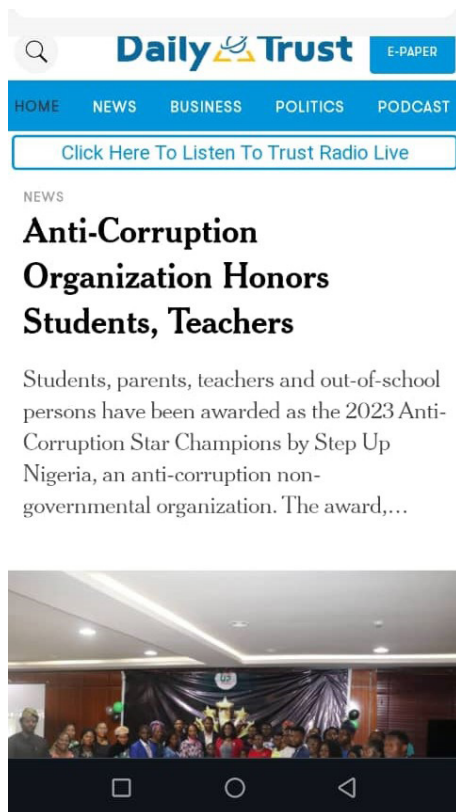 Daily Trust
E-PAPER
HOME NEWS BUSINESS POLITICS PODCAST
Click Here To Listen To Trust Radio Live
NEWS
Anti-Corruption
Organization Honors
Students, Teachers
Students, parents, teachers and out-of-school
persons have been awarded as the 2023 Anti-
Corruption Star Champions by Step Up
Nigeria, an anti-corruption non-
governmental organization. The award,...